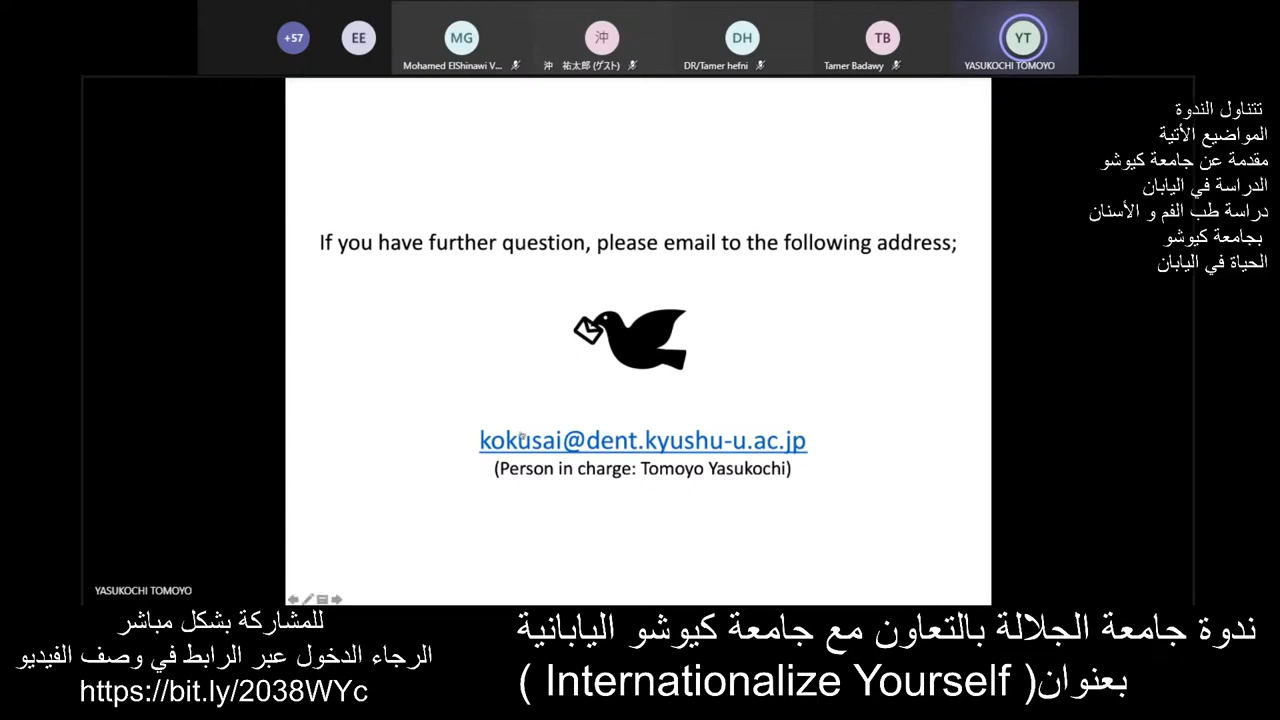 +57
EE
MG
沖
DH
TB
YT
Mohamed ElShinawi V...
沖 祐太郎 (ゲスト)
DR/Tamer hefni
Tamer Badawy
YASUKOCHI TOMOYO
تتناول الندوة
المواضيع الأتية
مقدمة عن جامعة كيوشو
الدراسة في اليابان
دراسة طب الفم و الأسنان
بجامعة كيوشو
الحياة في اليابان
If you have further question, please email to the following address;
kokusai@dent.kyushu-u.ac.jp
(Person in charge: Tomoyo Yasukochi)
YASUKOCHI TOMOYO
للمشاركة بشكل مباشر
الرجاء الدخول عبر الرابط في وصف الفيديو
https://bit.ly/2038WYc
ندوة جامعة الجلالة بالتعاون مع جامعة كيوشو اليابانية
بعنوان( Internationalize Yourself )